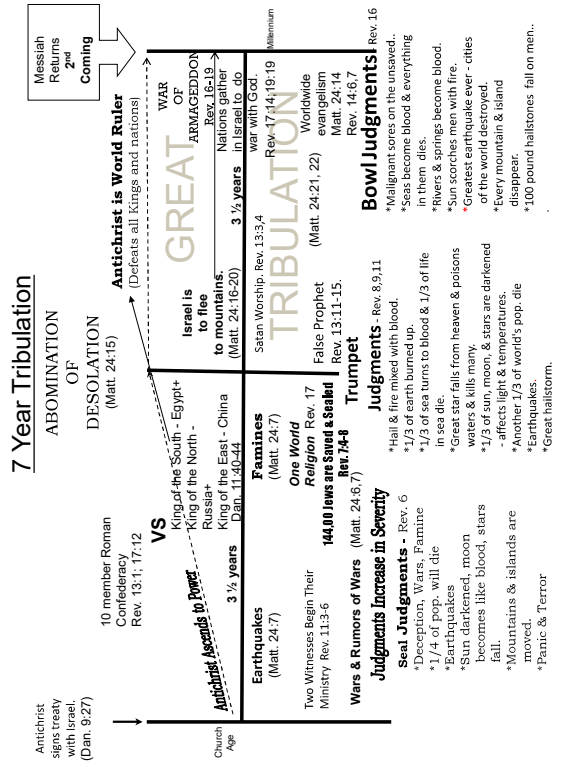 7 Year Tribulation
Antichrist
signs treaty
with Israel.
(Dan. 9:27)
10 member Roman
Confederacy
Rev. 13:1; 17:12
ABOMINATION
OF
DESOLATION
(Matt. 24:15)
Antichrist is World Ruler
(Defeats all Kings and nations)
Messiah
Returns
2nd
Coming
VS
King of the South - Egypt+
King of the North -
Russia+
King of the East - China
Dan. 11:40-44
Antichrist Ascends to Power
3 ½ years
Church
Age
GREAT
TRIBULATION
Israel is
to flee
to mountains.
(Matt. 24:16-20)
WAR
OF
ARMAGEDDON
Rev. 16-19
Nations gather
in Israel to do
war with God.
Rev. 17:14;19:19
3 ½ years
Millennium
Earthquakes
(Matt. 24:7)
Famines
(Matt. 24:7)
Two Witnesses Begin Their
Ministry Rev. 11:3-6
One World
Religion Rev. 17
144,00 Jews are Saved & Sealed
Rev. 7:4-8
Wars & Rumors of Wars (Matt. 24:6,7)
Satan Worship. Rev. 13:3,4
False Prophet
Rev. 13:11-15.
(Matt. 24:21, 22)
Worldwide
evangelism
Matt. 24:14
Rev. 14:6,7
Judgments Increase in Severity
Seal Judgments - Rev. 6
*Deception, Wars, Famine
*1/4 of pop. will die
*Earthquakes
*Sun darkened, moon
becomes like blood, stars
fall.
*Mountains & islands are
moved.
*Panic & Terror
Trumpet
Judgments - Rev. 8,9,11
*Hail & fire mixed with blood.
*1/3 of earth burned up.
*1/3 of sea turns to blood & 1/3 of life
in sea die.
*Great star falls from heaven & poisons
waters & kills many.
*1/3 of sun, moon, & stars are darkened
- affects light & temperatures.
*Another 1/3 of world's pop. die
*Earthquakes.
*Great hailstorm.
Bowl Judgments - Rev. 16
*Malignant sores on the unsaved..
*Seas become blood & everything
in them dies.
*Rivers & springs become blood.
*Sun scorches men with fire.
*Greatest earthquake ever - cities
of the world destroyed.
*Every mountain & island
disappear.
*100 pound hailstones fall on men..
.